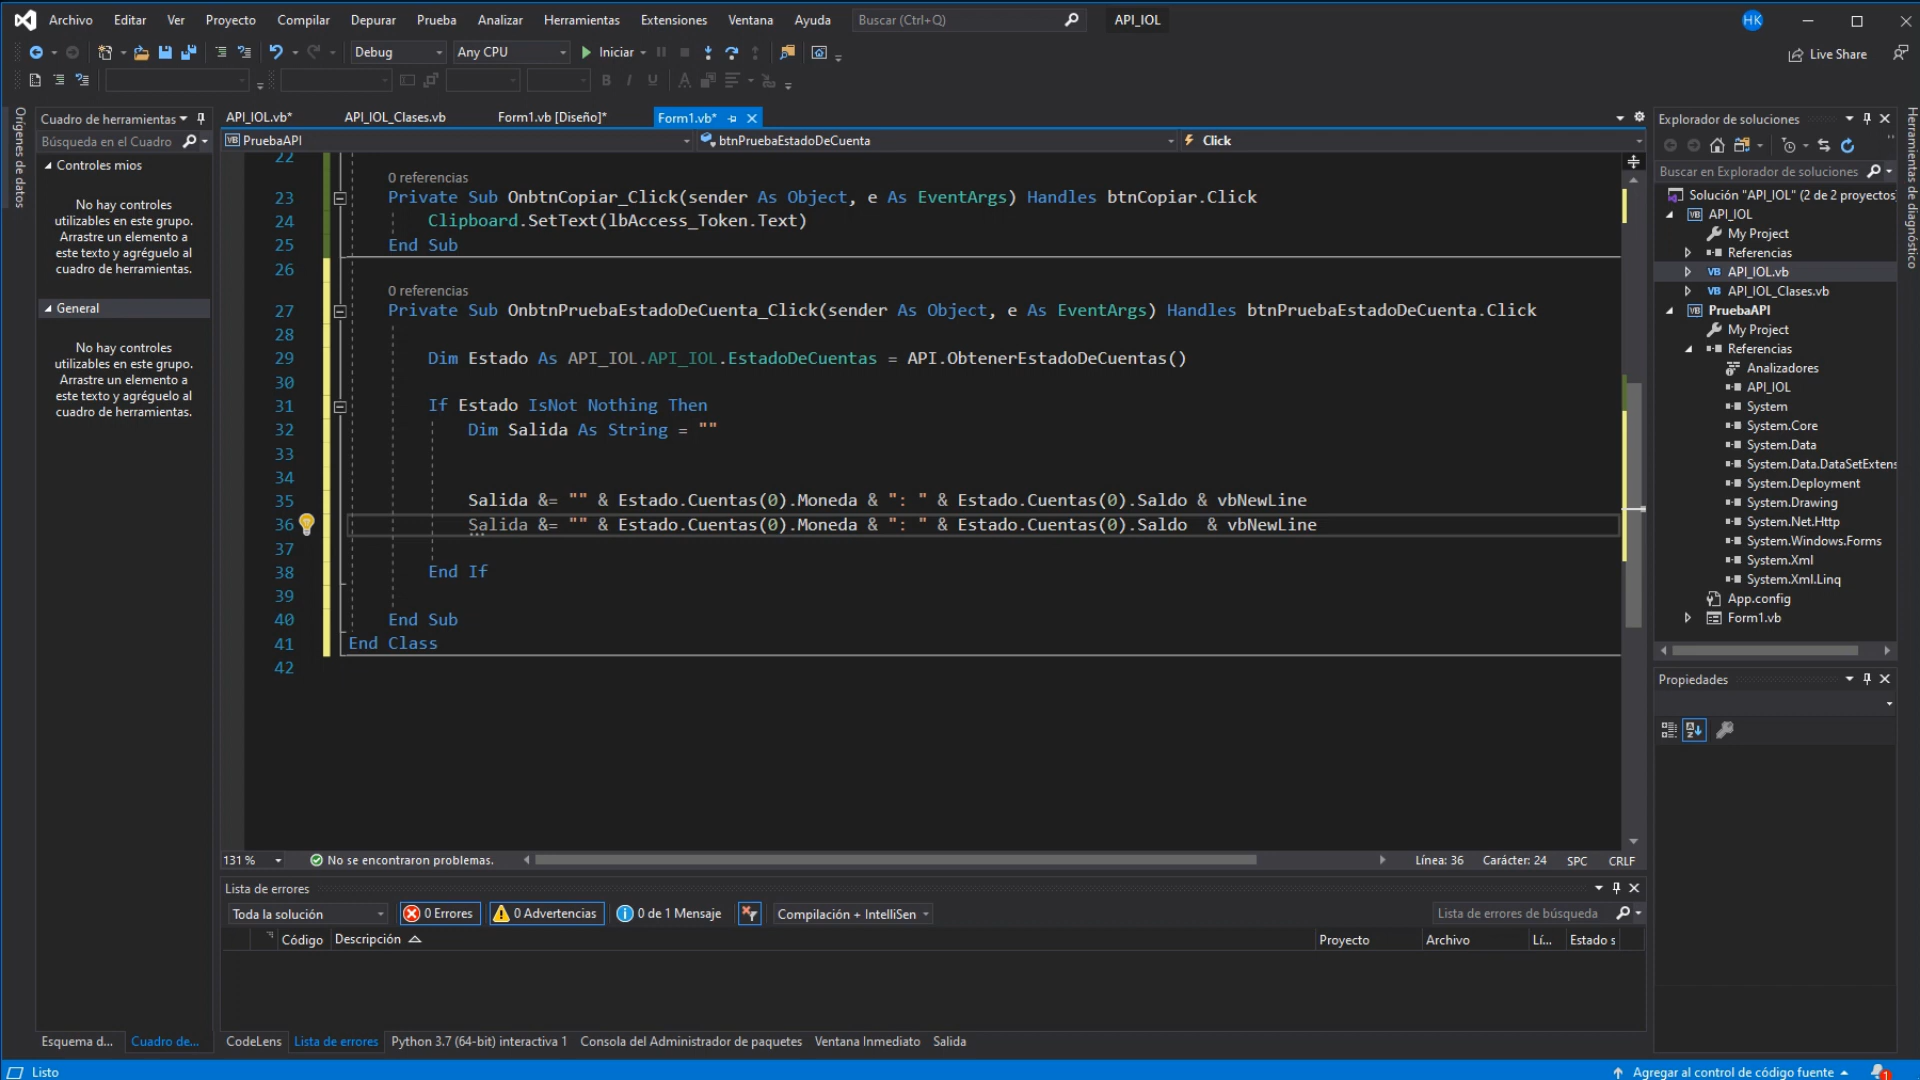 Archivo Editar Ver Proyecto Compilar Depurar Prueba Analizar Herramientas Extensiones Ventana Ayuda Buscar (Ctrl+Q) API_IOL HK
Debug Any CPU Iniciar Live Share
Orígenes de datos
Cuadro de herramientas
Búsqueda en el Cuadro
Controles mios
No hay controles
utilizables en este grupo.
Arrastre un elemento a
este texto y agréguelo al
cuadro de herramientas.
General
No hay controles
utilizables en este grupo.
Arrastre un elemento a
este texto y agréguelo al
cuadro de herramientas.
Esquema d... Cuadro de...
API_IOL.vb* API_IOL_Clases.vb Form1.vb [Diseño]* Form1.vb*
PruebaAPI btnPruebaEstadoDeCuenta Click
22
0 referencias
23 Private Sub OnbtnCopiar_Click(sender As Object, e As EventArgs) Handles btnCopiar.Click
24 Clipboard.SetText(lbAccess_Token.Text)
25 End Sub
26
0 referencias
27 Private Sub OnbtnPruebaEstadoDeCuenta_Click(sender As Object, e As EventArgs) Handles btnPruebaEstadoDeCuenta.Click
28
29 Dim Estado As API_IOL.API_IOL.EstadoDeCuentas = API.ObtenerEstadoDeCuentas()
30
31 If Estado IsNot Nothing Then
32 Dim Salida As String = ""
33
34
35 Salida &= "" & Estado.Cuentas(0).Moneda & ": " & Estado.Cuentas(0).Saldo & vbNewLine
36 Salida &= "" & Estado.Cuentas(0).Moneda & ": " & Estado.Cuentas(0).Saldo  & vbNewLine
37
38 End If
39
40 End Sub
41 End Class
42
131 % No se encontraron problemas. Línea: 36 Carácter: 24 SPC CRLF
Lista de errores
Toda la solución 0 Errores 0 Advertencias 0 de 1 Mensaje Compilación + IntelliSen Lista de errores de búsqueda
Código Descripción Proyecto Archivo Lí... Estado s
CodeLens Lista de errores Python 3.7 (64-bit) interactiva 1 Consola del Administrador de paquetes Ventana Inmediato Salida
Explorador de soluciones
Buscar en Explorador de soluciones
Solución "API_IOL" (2 de 2 proyectos
VB API_IOL
My Project
Referencias
VB API_IOL.vb
VB API_IOL_Clases.vb
VB PruebaAPI
My Project
Referencias
Analizadores
API_IOL
System
System.Core
System.Data
System.Data.DataSetExtens
System.Deployment
System.Drawing
System.Net.Http
System.Windows.Forms
System.Xml
System.Xml.Linq
App.config
Form1.vb
Propiedades
Herramientas de diagnóstico
Listo Agregar al control de código fuente 1